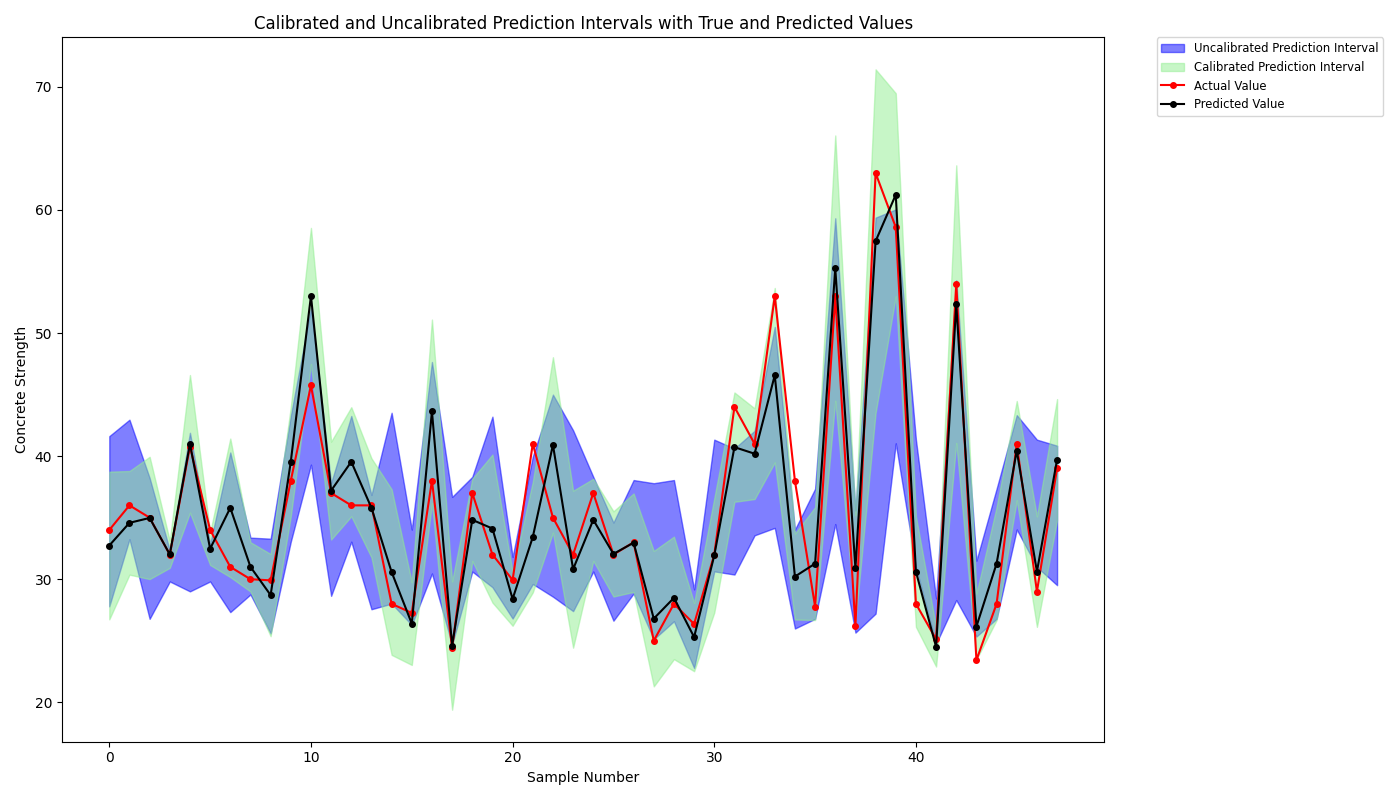 Calibrated and Uncalibrated Prediction Intervals with True and Predicted Values
Uncalibrated Prediction Interval
Calibrated Prediction Interval
Actual Value
Predicted Value
Concrete Strength
70
60
50
40
30
20
0 10 20 30 40
Sample Number